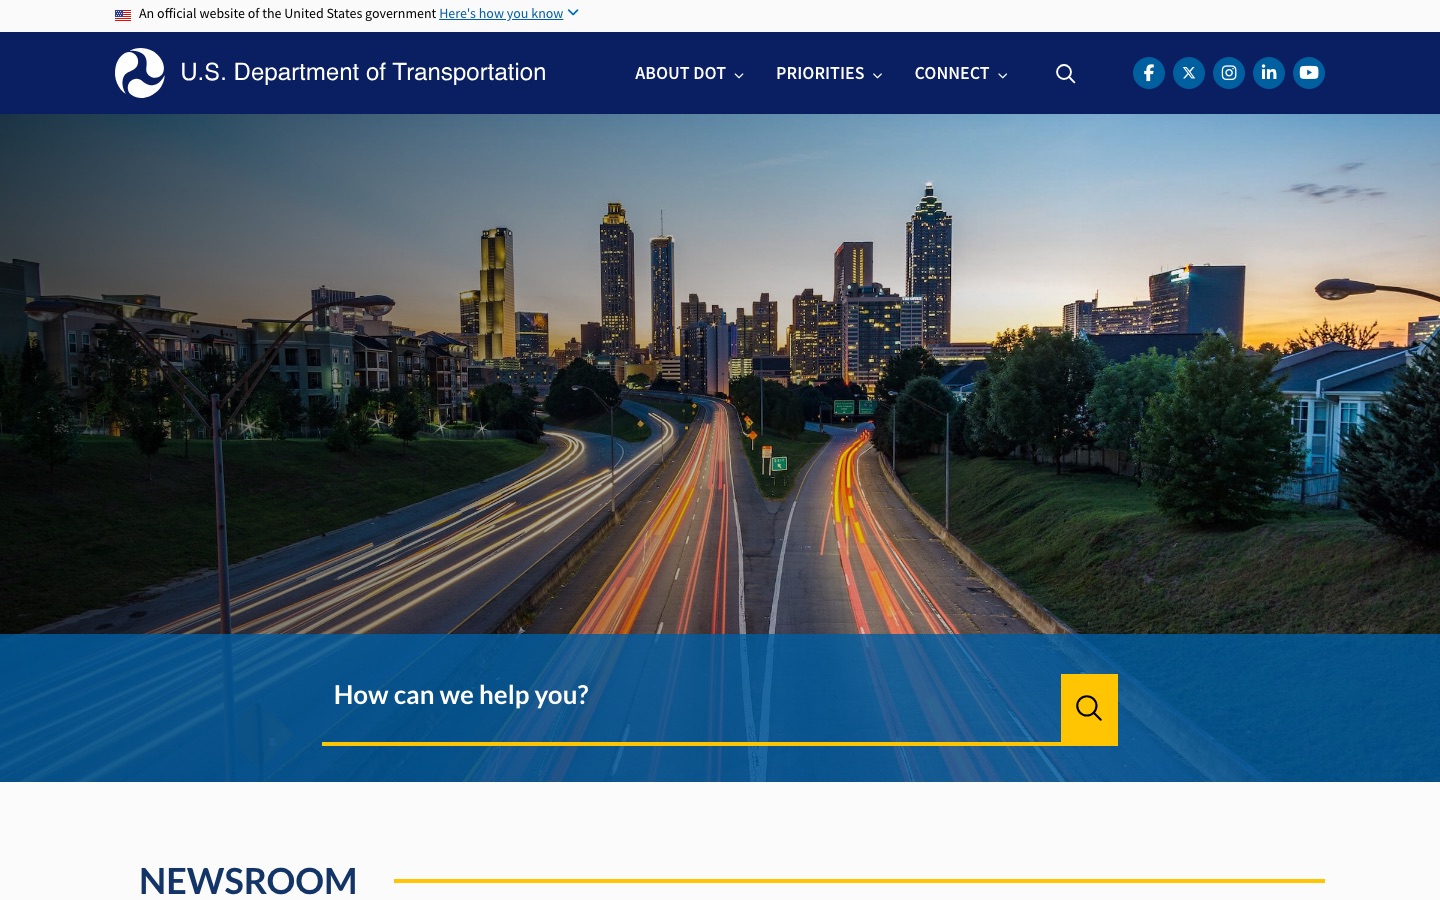 An official website of the United States government Here's how you know
U.S. Department of Transportation
ABOUT DOT
PRIORITIES
CONNECT
How can we help you?
NEWSROOM